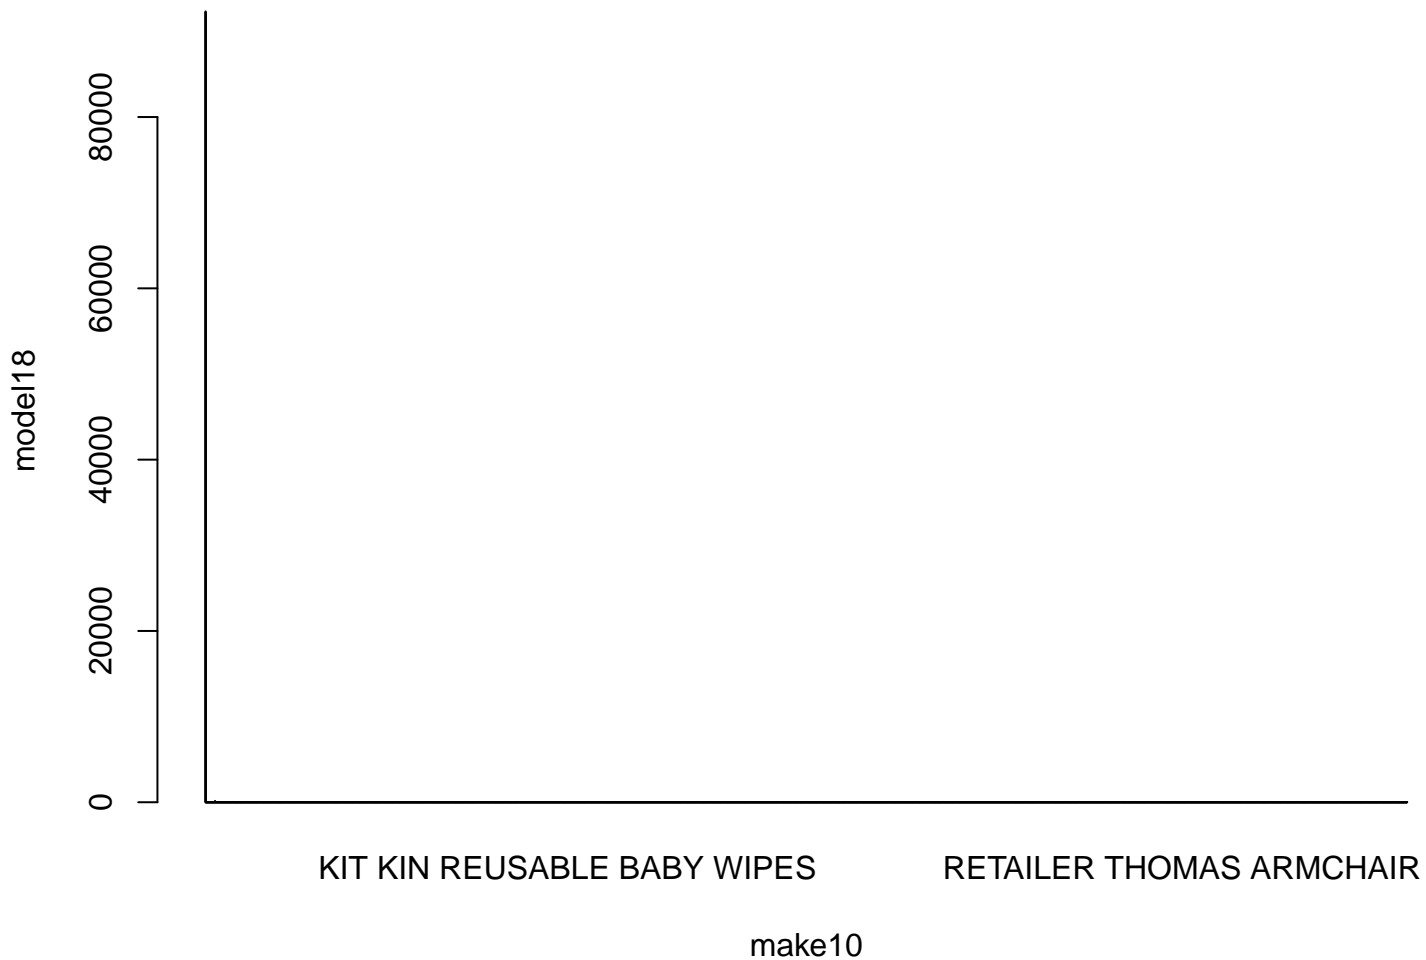 80000
60000
40000
20000
0
model18
KIT KIN REUSABLE BABY WIPES
RETAILER THOMAS ARMCHAIR
make10